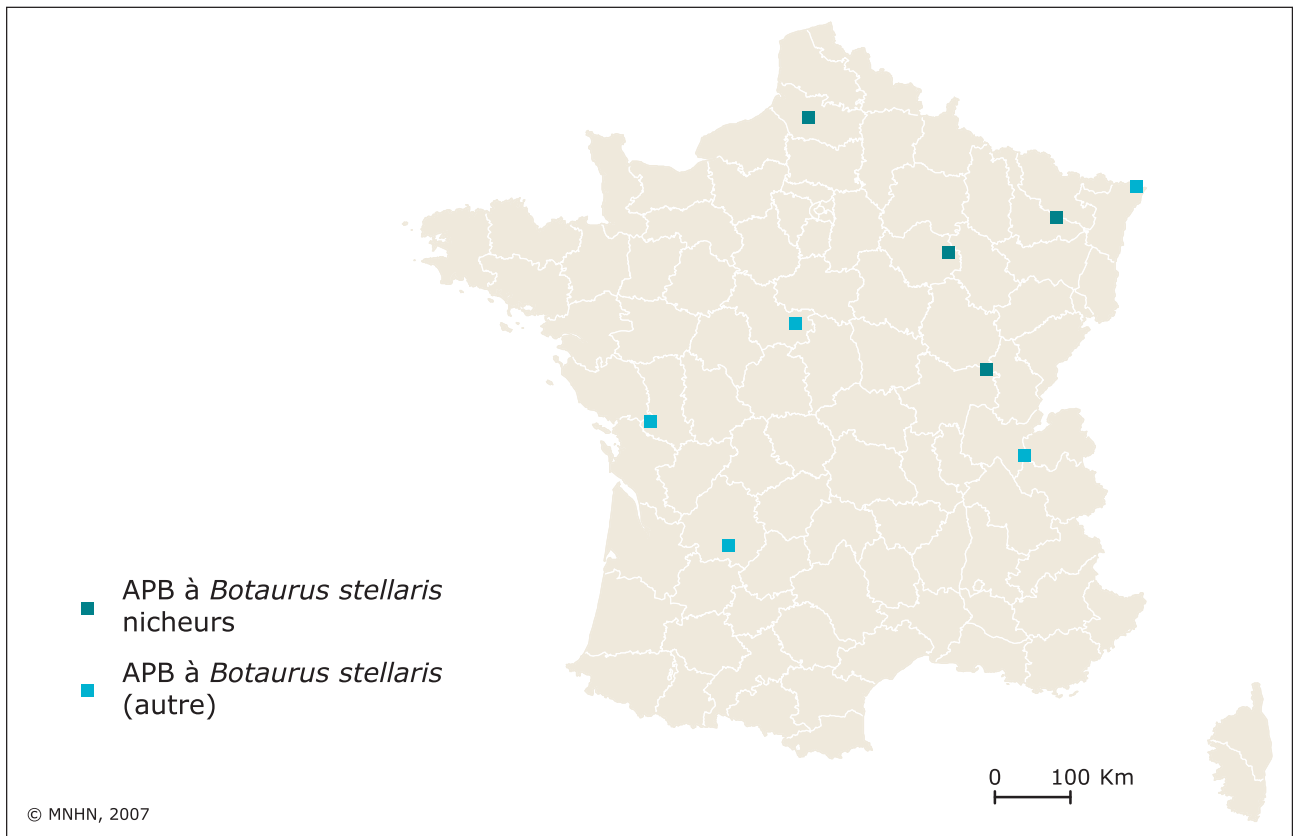 APB à Botaurus stellaris
nicheurs
APB à Botaurus stellaris
(autre)
0 100 Km
© MNHN, 2007